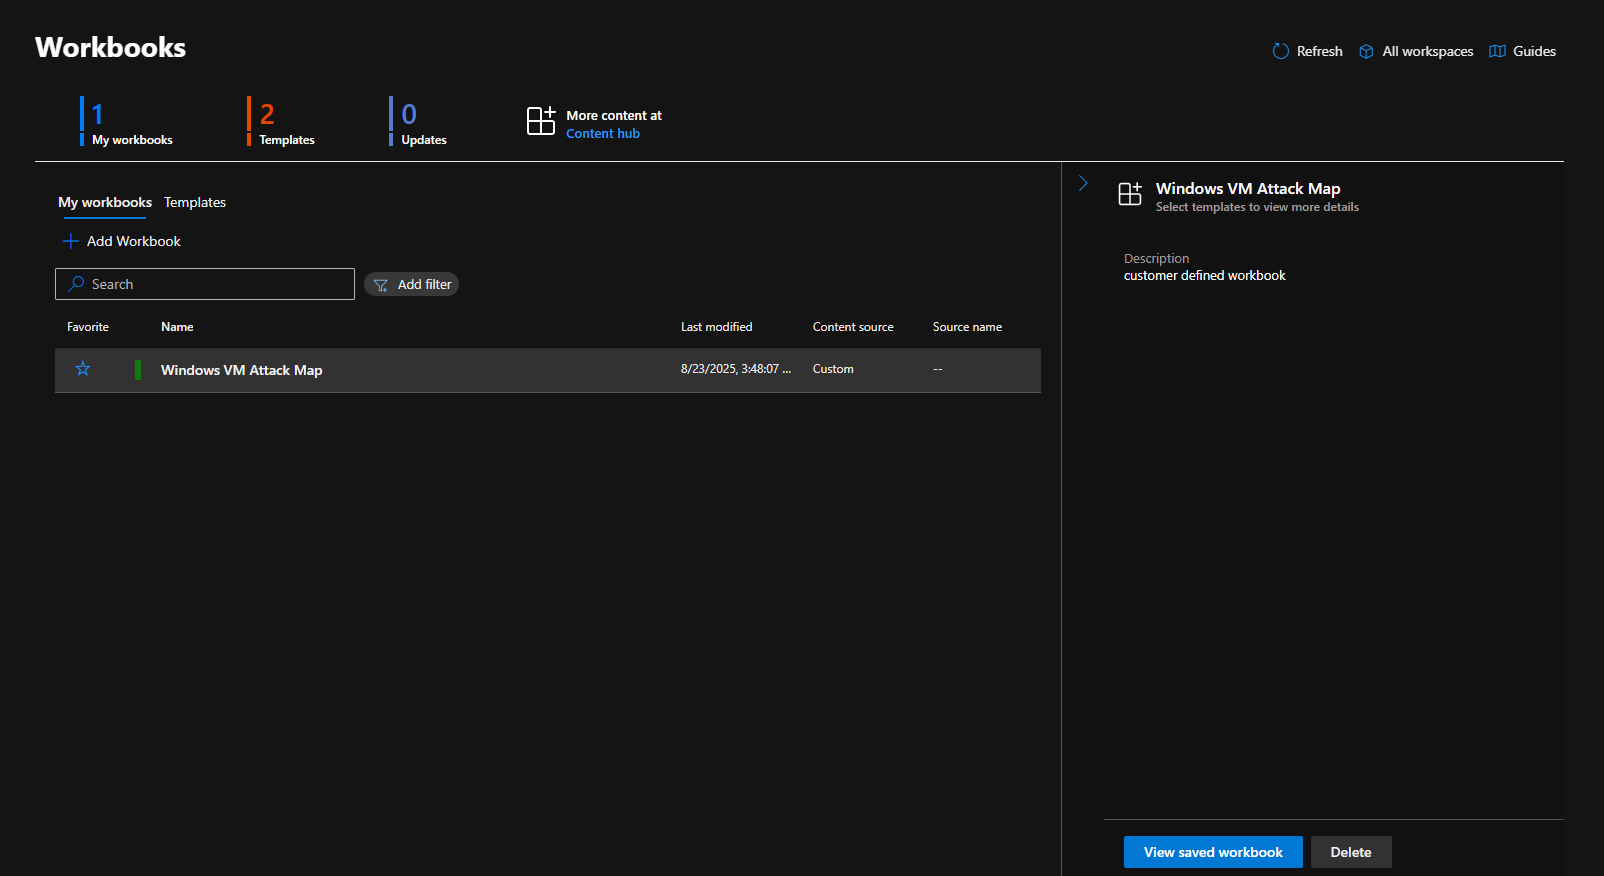 Workbooks
Refresh All workspaces Guides
1
My workbooks
2
Templates
0
Updates
More content at
Content hub
My workbooks Templates
Add Workbook
Search Add filter
Favorite Name Last modified Content source Source name
Windows VM Attack Map 8/23/2025, 3:48:07 ... Custom --
Windows VM Attack Map
Select templates to view more details
Description
customer defined workbook
View saved workbook Delete